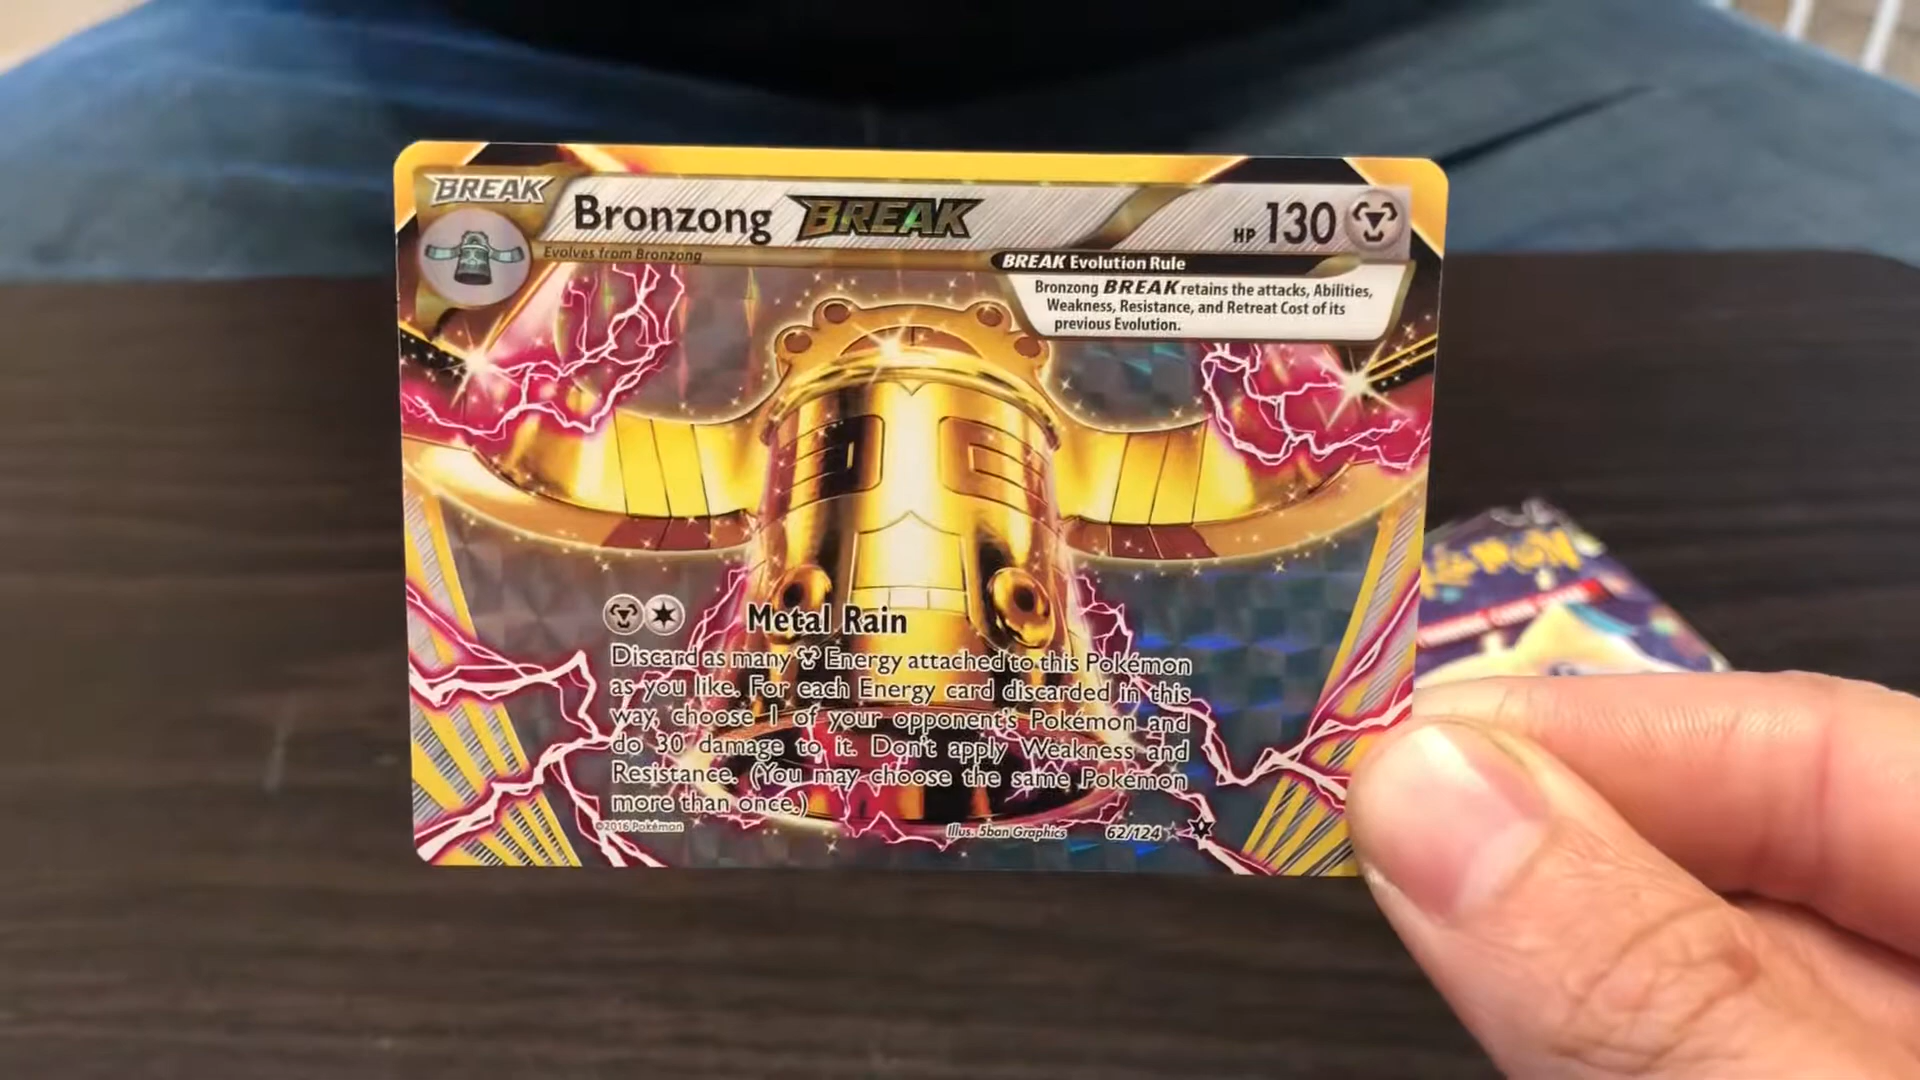 BREAK
Bronzong BREAK
HP 130
Evolves from Bronzong
BREAK Evolution Rule
Bronzong BREAK retains the attacks, Abilities,
Weakness, Resistance, and Retreat Cost of its
previous Evolution.
Metal Rain
Discard as many Energy attached to this Pokémon
as you like. For each Energy card discarded in this
way, choose 1 of your opponent's Pokémon and
do 30 damage to it. Don't apply Weakness and
Resistance. (You may choose the same Pokémon
more than once.)
©2016 Pokémon
Illus. 5ban Graphics
62/124